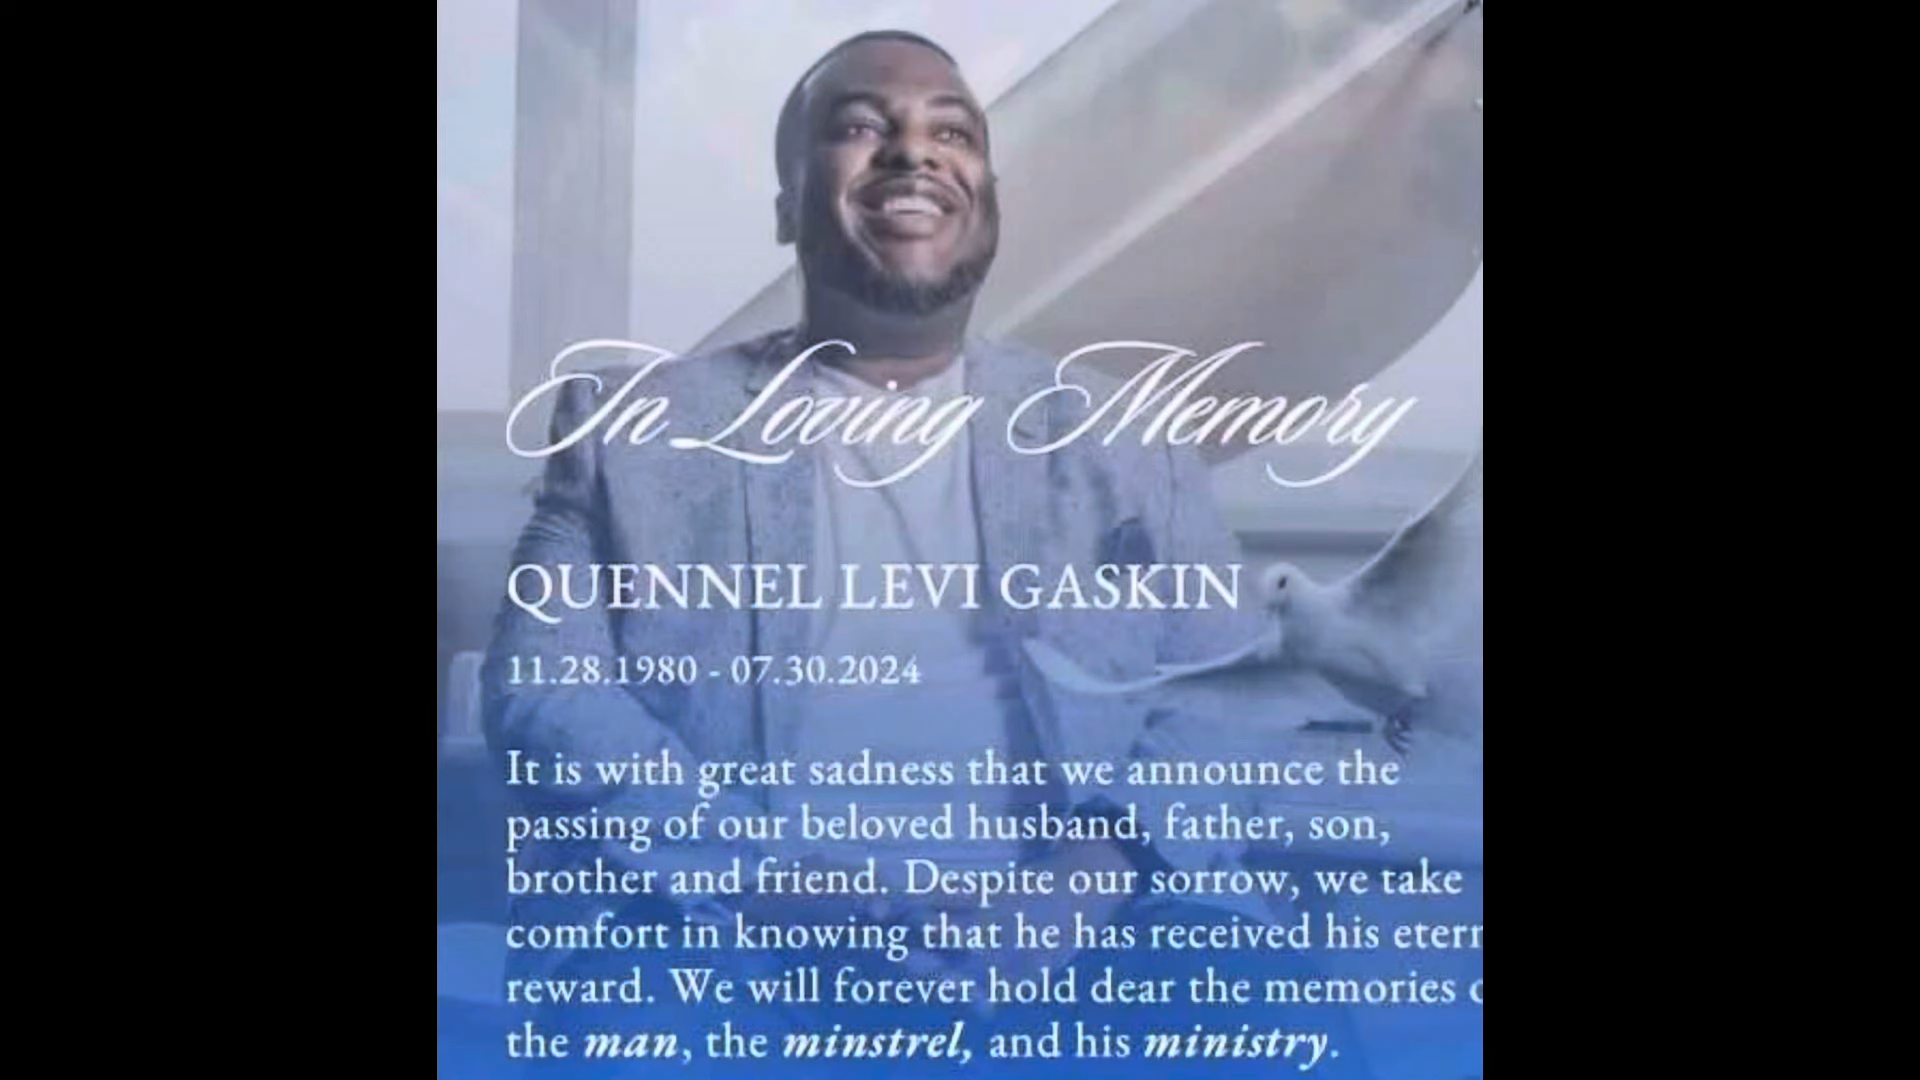 In Loving Memory
QUENNEL LEVI GASKIN
11.28.1980 - 07.30.2024
It is with great sadness that we announce the
passing of our beloved husband, father, son,
brother and friend. Despite our sorrow, we take
comfort in knowing that he has received his
reward. We will forever hold dear the memories
the man, the minstrel, and his ministry.